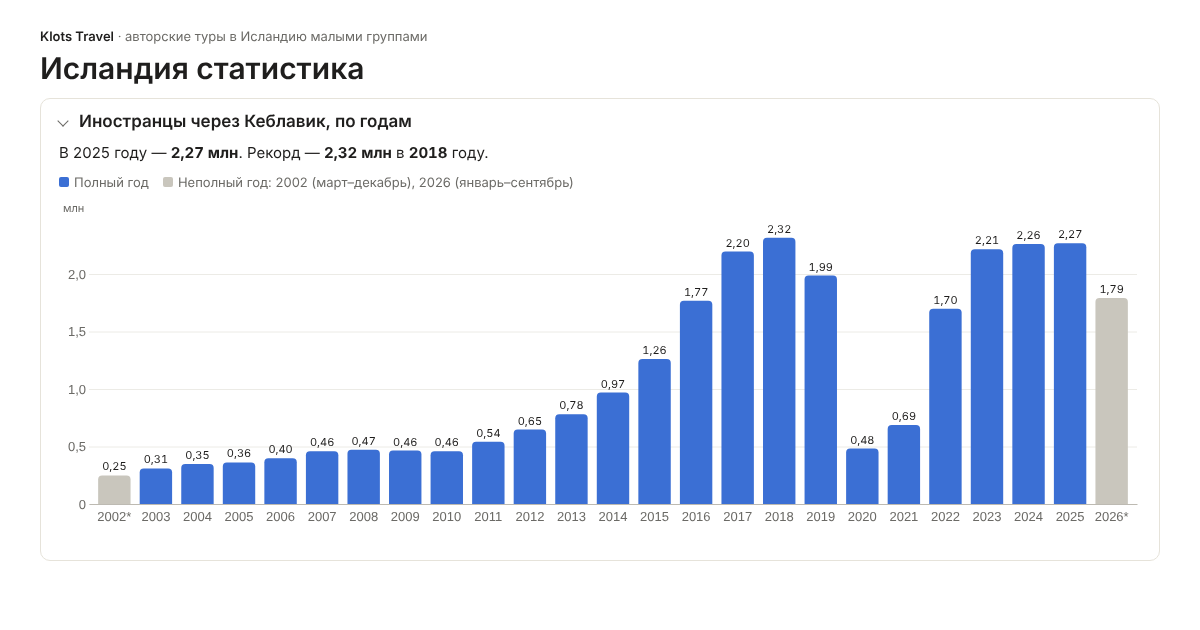 Klots Travel · авторские туры в Исландию малыми группами
Исландия статистика
Иностранцы через Кеблавик, по годам
В 2025 году — 2,27 млн. Рекорд — 2,32 млн в 2018 году.
Полный год Неполный год: 2002 (март–декабрь), 2026 (январь–сентябрь)
млн
2,32
2,20 2,21 2,26 2,27
2,0 1,99
1,77 1,70 1,79
1,5
1,26
1,0 0,97
0,78
0,65 0,69
0,5 0,54
0,25 0,31 0,35 0,36 0,40 0,46 0,47 0,46 0,46 0,48
0
2002* 2003 2004 2005 2006 2007 2008 2009 2010 2011 2012 2013 2014 2015 2016 2017 2018 2019 2020 2021 2022 2023 2024 2025 2026*